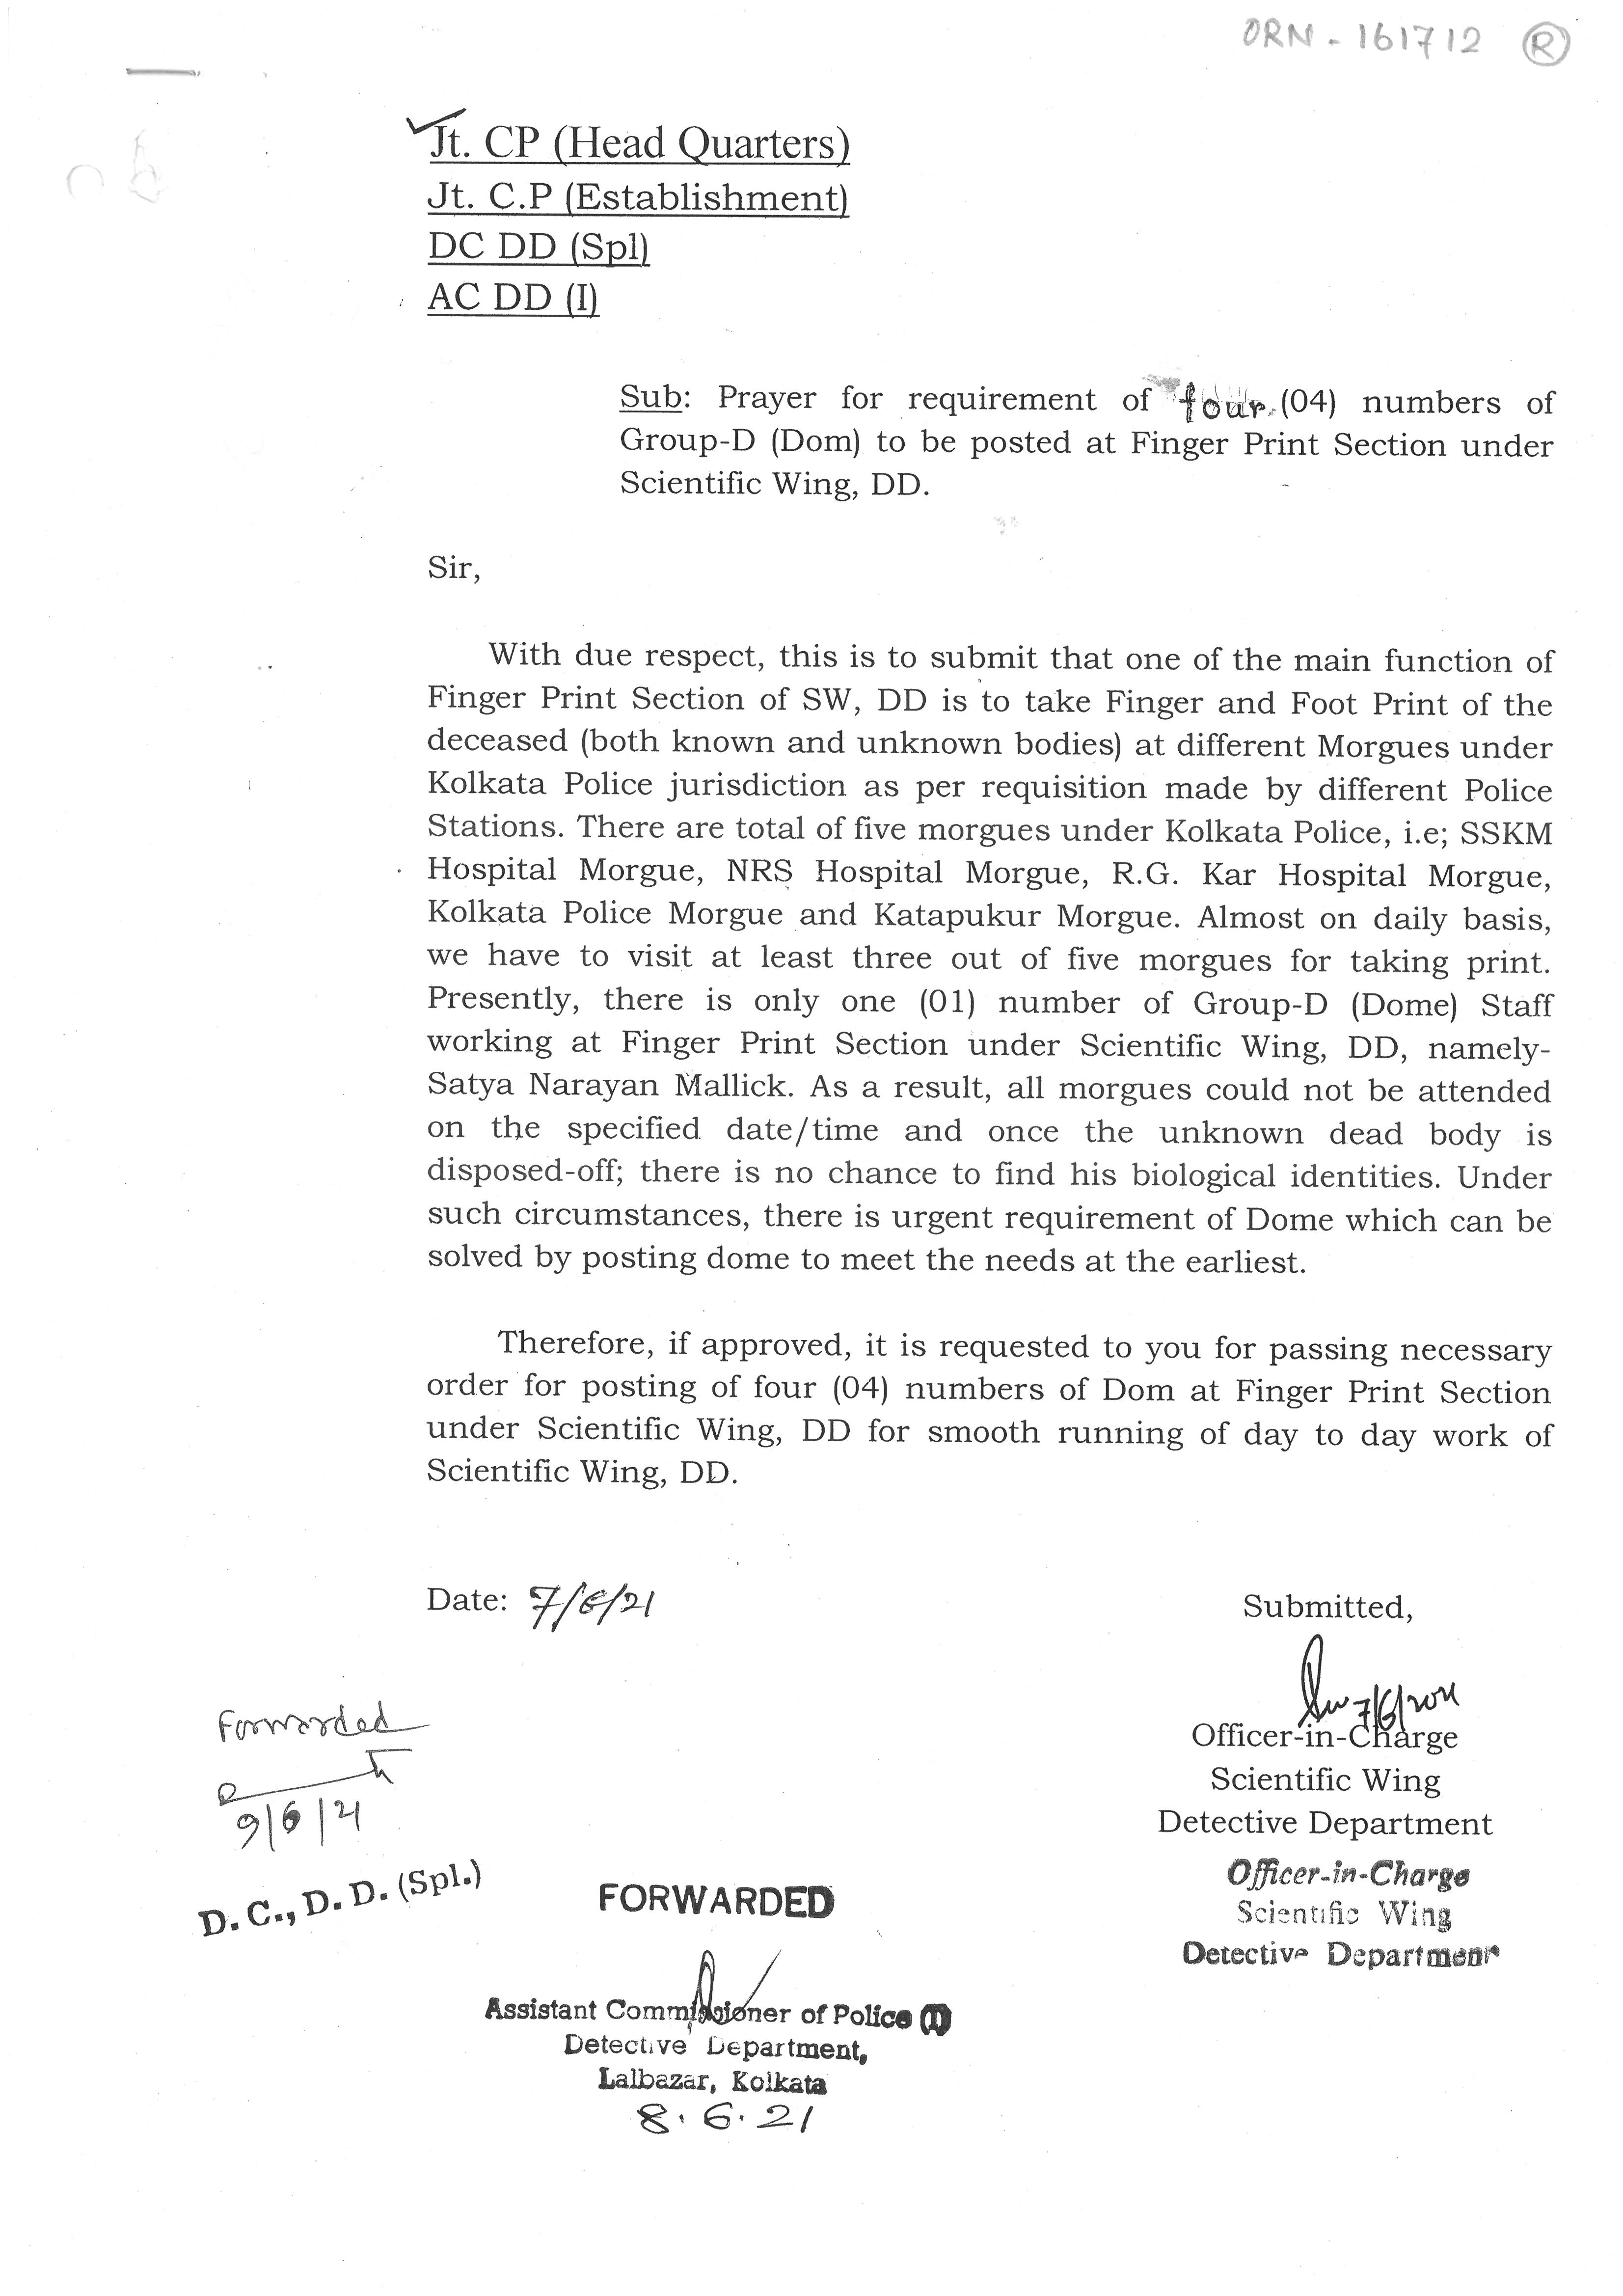 ORN - 161712 R
Jt. CP (Head Quarters)
Jt. C.P (Establishment)
DC DD (Spl)
AC DD (I)
Sub: Prayer for requirement of four (04) numbers of
Group-D (Dom) to be posted at Finger Print Section under
Scientific Wing, DD.
Sir,
With due respect, this is to submit that one of the main function of
Finger Print Section of SW, DD is to take Finger and Foot Print of the
deceased (both known and unknown bodies) at different Morgues under
Kolkata Police jurisdiction as per requisition made by different Police
Stations. There are total of five morgues under Kolkata Police, i.e; SSKM
Hospital Morgue, NRS Hospital Morgue, R.G. Kar Hospital Morgue,
Kolkata Police Morgue and Katapukur Morgue. Almost on daily basis,
we have to visit at least three out of five morgues for taking print.
Presently, there is only one (01) number of Group-D (Dome) Staff
working at Finger Print Section under Scientific Wing, DD, namely-
Satya Narayan Mallick. As a result, all morgues could not be attended
on the specified date/time and once the unknown dead body is
disposed-off; there is no chance to find his biological identities. Under
such circumstances, there is urgent requirement of Dome which can be
solved by posting dome to meet the needs at the earliest.
Therefore, if approved, it is requested to you for passing necessary
order for posting of four (04) numbers of Dom at Finger Print Section
under Scientific Wing, DD for smooth running of day to day work of
Scientific Wing, DD.
Date: 7/6/21
Submitted,
7/6/2021
Officer-in-Charge
Scientific Wing
Detective Department
Officer-in-Charge
Scientific Wing
Detective Department
Forwarded
9/6/21
D. C., D. D. (Spl.)
FORWARDED
Assistant Commissioner of Police (I)
Detective Department,
Lalbazar, Kolkata
8.6.21